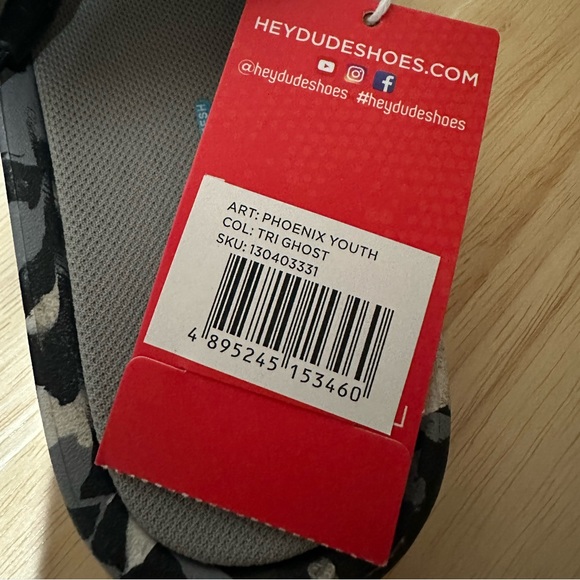 HEYDUDESHOES.COM
@heydudeshoes #heydudeshoes
ART: PHOENIX YOUTH
COL: TRI GHOST
SKU: 130403331
4 895245 153460